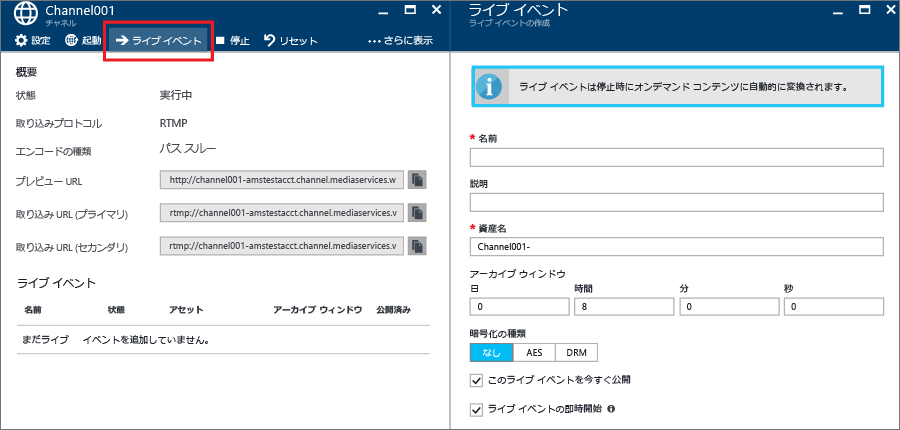 Channel001
チャネル
設定 起動 ライブ イベント 停止 リセット ･･･さらに表示
概要
状態 実行中
取り込みプロトコル RTMP
エンコードの種類 パス スルー
プレビュー URL http://channel001-amstestacct.channel.mediaservices.w
取り込み URL (プライマリ) rtmp://channel001-amstestacct.channel.mediaservices.v
取り込み URL (セカンダリ) rtmp://channel001-amstestacct.channel.mediaservices.v
ライブ イベント
名前 状態 アセット アーカイブ ウィンドウ 公開済み
まだライブ イベントを追加していません。
ライブ イベント
ライブ イベントの作成
ライブ イベントは停止時にオンデマンド コンテンツに自動的に変換されます。
* 名前
説明
* 資産名
Channel001-
アーカイブ ウィンドウ
日 時間 分 秒
0 8 0 0
暗号化の種類
なし AES DRM
このライブ イベントを今すぐ公開
ライブ イベントの即時開始